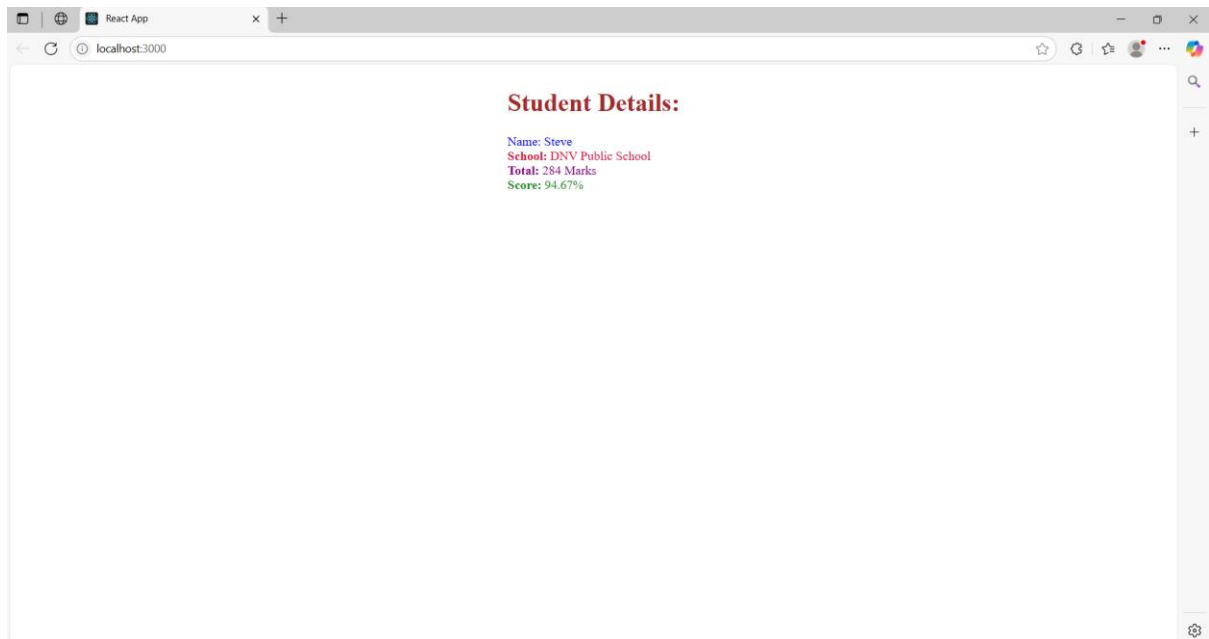 React App
localhost:3000
Student Details:
Name: Steve
School: DNV Public School
Total: 284 Marks
Score: 94.67%